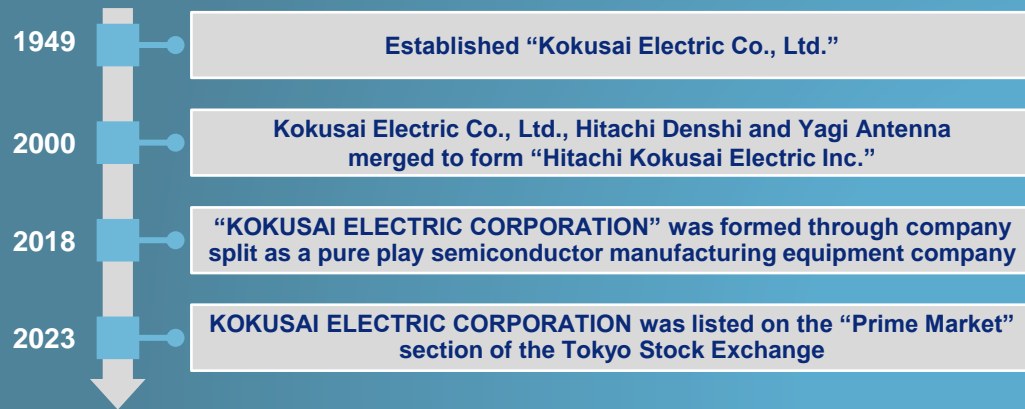 1949
Established “Kokusai Electric Co., Ltd.”
2000
Kokusai Electric Co., Ltd., Hitachi Denshi and Yagi Antenna
merged to form “Hitachi Kokusai Electric Inc.”
2018
“KOKUSAI ELECTRIC CORPORATION” was formed through company
split as a pure play semiconductor manufacturing equipment company
2023
KOKUSAI ELECTRIC CORPORATION was listed on the “Prime Market”
section of the Tokyo Stock Exchange